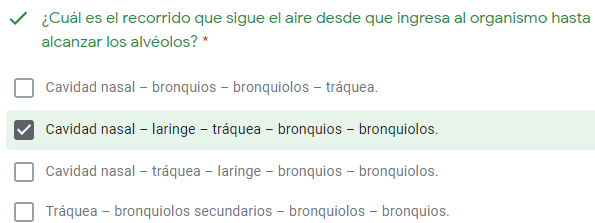 ¿Cuál es el recorrido que sigue el aire desde que ingresa al organismo hasta
alcanzar los alvéolos? *
Cavidad nasal – bronquios – bronquiolos – tráquea.
Cavidad nasal – laringe – tráquea – bronquios – bronquiolos.
Cavidad nasal – tráquea – laringe – bronquios – bronquiolos.
Tráquea – bronquiolos secundarios – bronquiolos – bronquios.